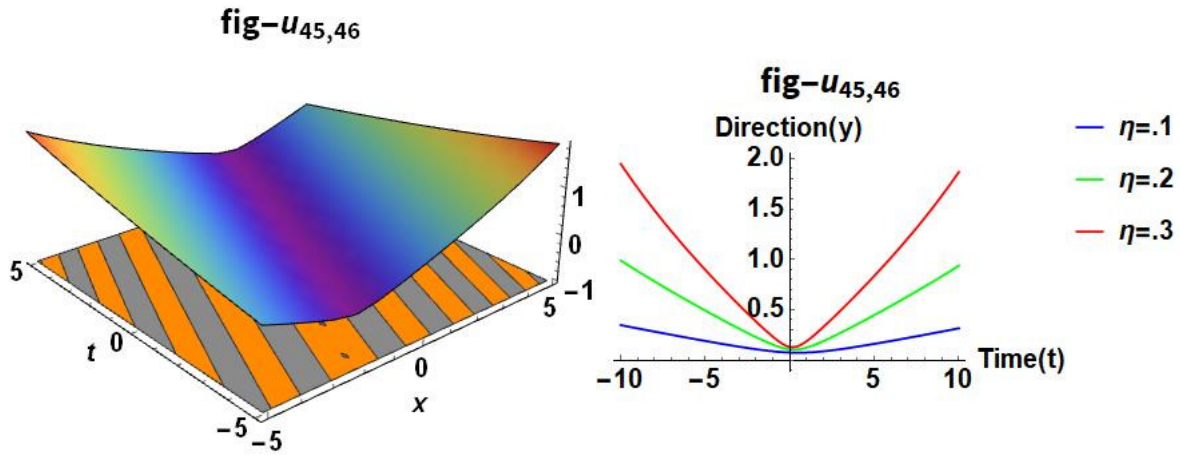 fig–u45,46
1
0
−1
5
0
−5
t
−5
0
5
x
fig–u45,46
Direction(y)
2.0
1.5
1.0
0.5
−10
−5
5
10
Time(t)
η=.1
η=.2
η=.3